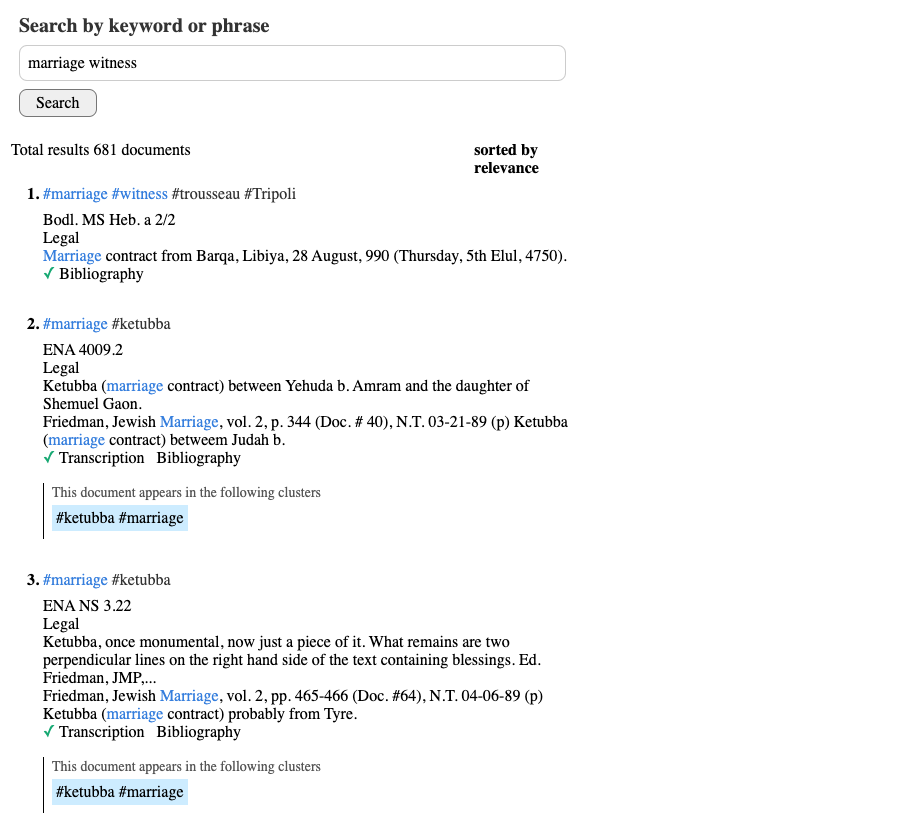 Search by keyword or phrase
marriage witness
Search
Total results 681 documents
sorted by
relevance
1. #marriage #witness #trousseau #Tripoli
Bodl. MS Heb. a 2/2
Legal
Marriage contract from Barqa, Libiya, 28 August, 990 (Thursday, 5th Elul, 4750).
✓ Bibliography
2. #marriage #ketubba
ENA 4009.2
Legal
Ketubba (marriage contract) between Yehuda b. Amram and the daughter of
Shemuel Gaon.
Friedman, Jewish Marriage, vol. 2, p. 344 (Doc. # 40), N.T. 03-21-89 (p) Ketubba
(marriage contract) betweem Judah b.
✓ Transcription Bibliography
This document appears in the following clusters
#ketubba #marriage
3. #marriage #ketubba
ENA NS 3.22
Legal
Ketubba, once monumental, now just a piece of it. What remains are two
perpendicular lines on the right hand side of the text containing blessings. Ed.
Friedman, JMP,...
Friedman, Jewish Marriage, vol. 2, pp. 465-466 (Doc. #64), N.T. 04-06-89 (p)
Ketubba (marriage contract) probably from Tyre.
✓ Transcription Bibliography
This document appears in the following clusters
#ketubba #marriage